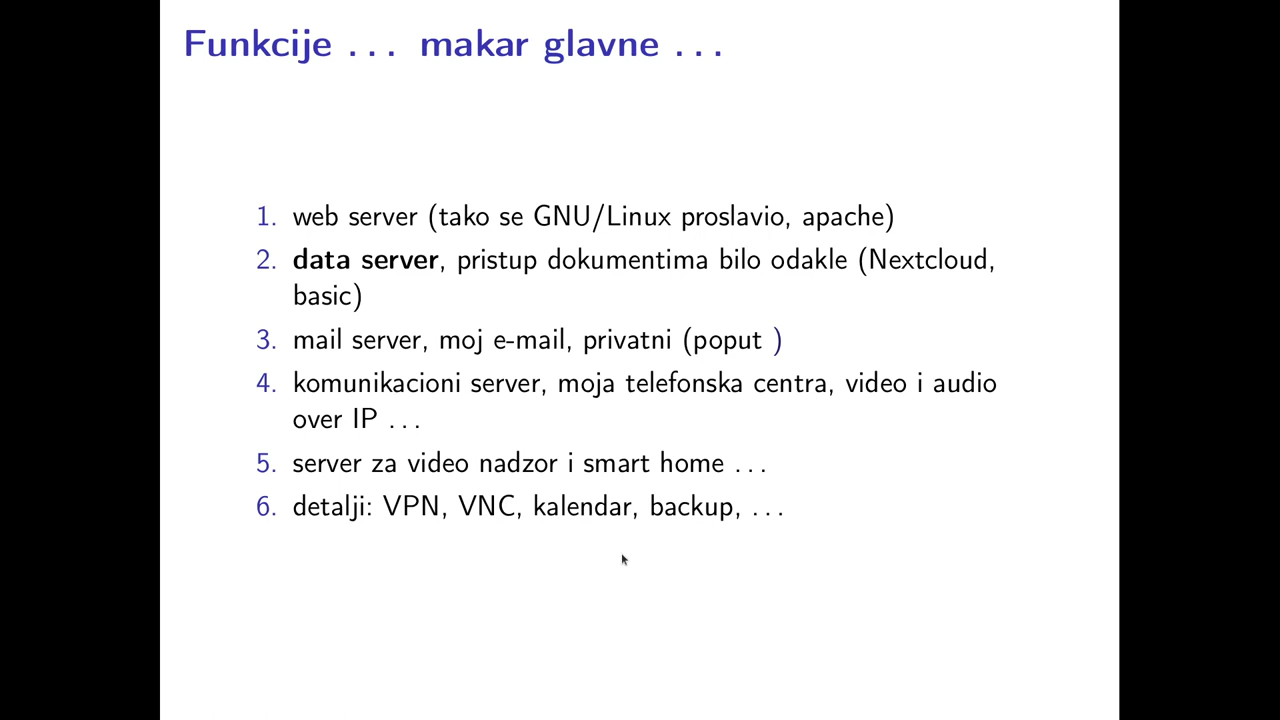 Funkcije ... makar glavne ...
1. web server (tako se GNU/Linux proslavio, apache)
2. data server, pristup dokumentima bilo odakle (Nextcloud,
basic)
3. mail server, moj e-mail, privatni (poput )
4. komunikacioni server, moja telefonska centra, video i audio
over IP ...
5. server za video nadzor i smart home ...
6. detalji: VPN, VNC, kalendar, backup, ...